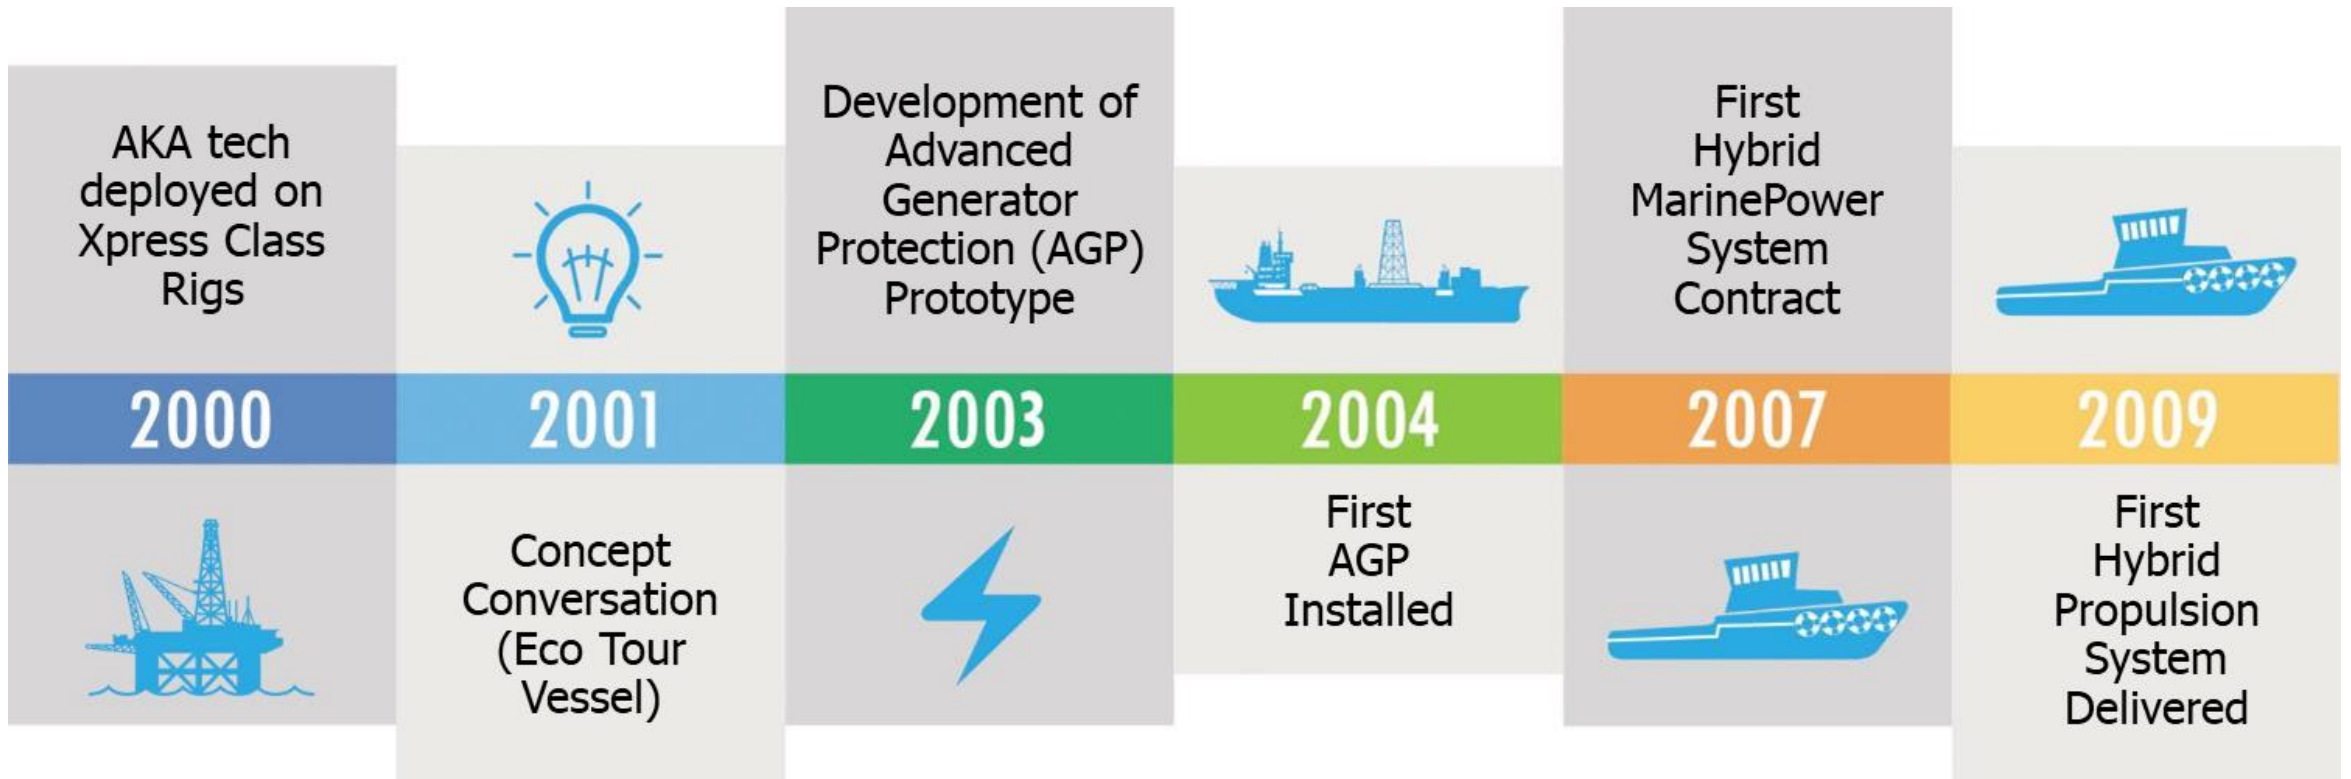 AKA tech
deployed on
Xpress Class
Rigs
2000
2001
Concept
Conversation
(Eco Tour
Vessel)
Development of
Advanced
Generator
Protection (AGP)
Prototype
2003
2004
First
AGP
Installed
First
Hybrid
MarinePower
System
Contract
2007
2009
First
Hybrid
Propulsion
System
Delivered